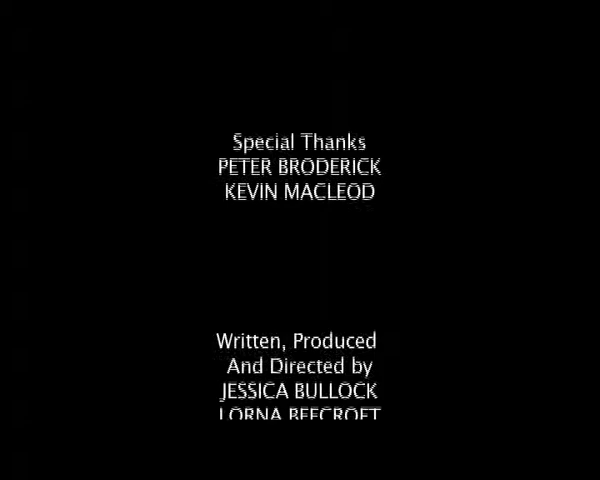 Special Thanks
PETER BRODERICK
KEVIN MACLEOD
Written, Produced
And Directed by
JESSICA BULLOCK
LORNA BEECROFT